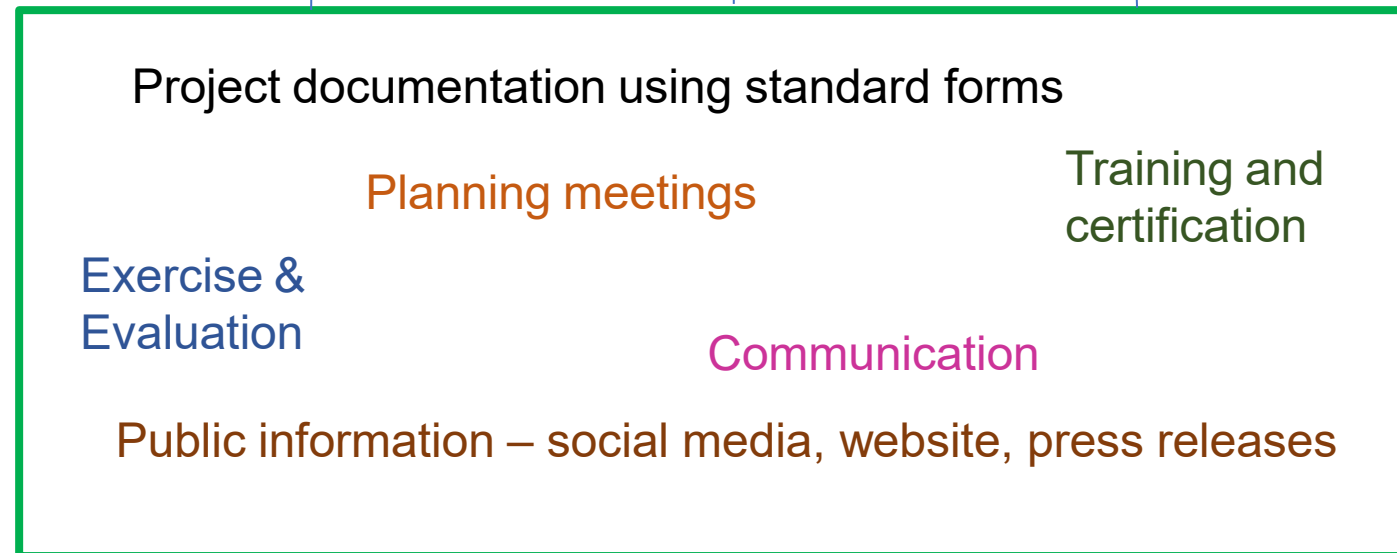 Project documentation using standard forms
Planning meetings
Training and
certification
Exercise &
Evaluation
Communication
Public information – social media, website, press releases